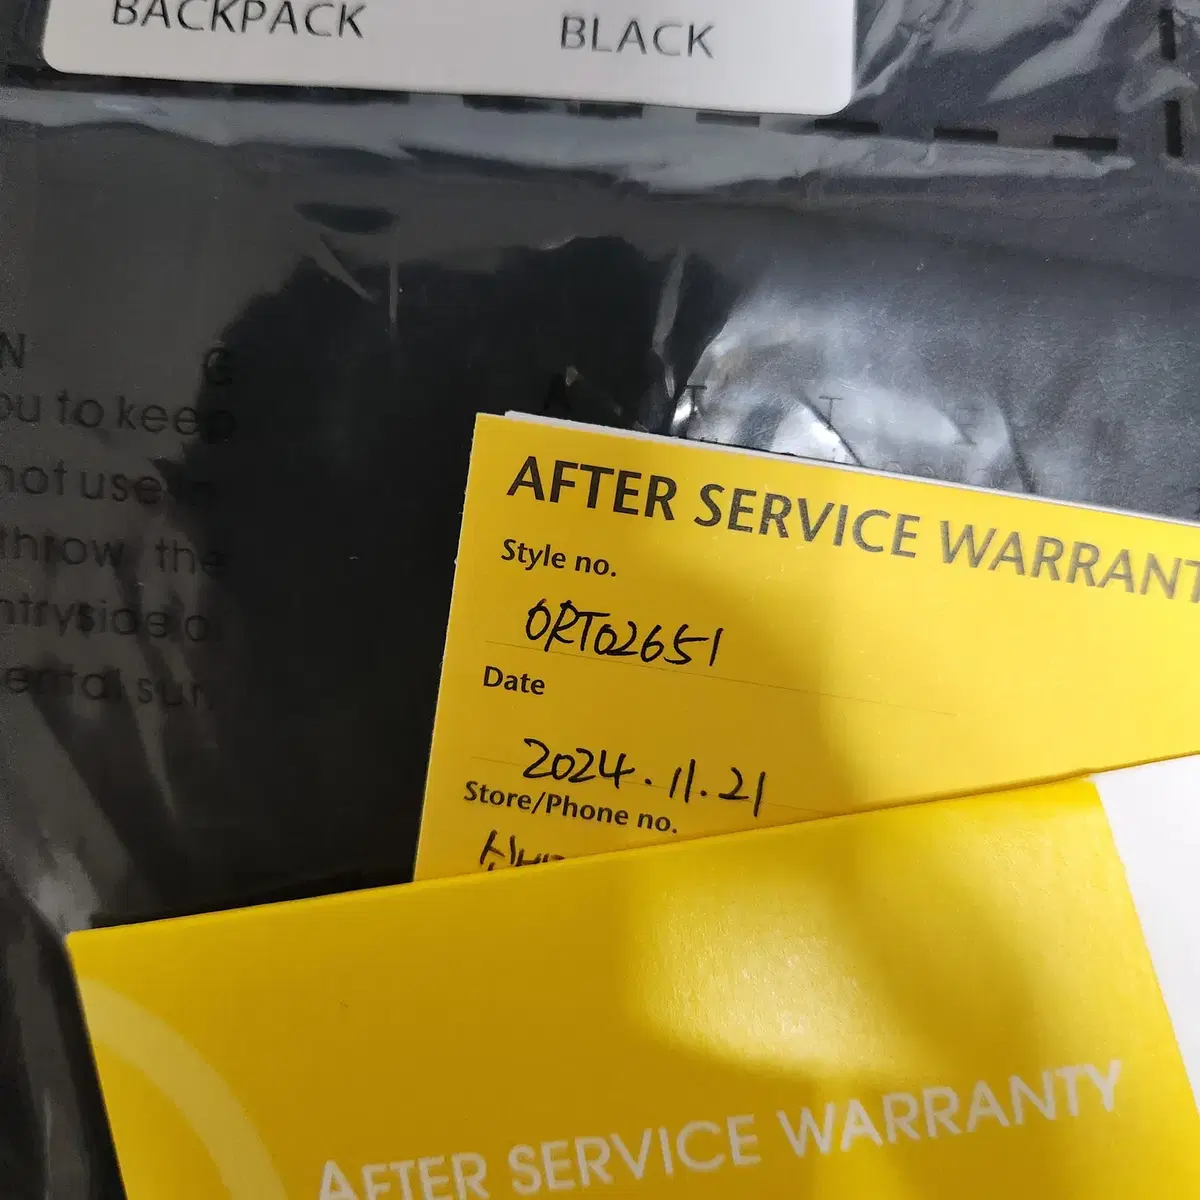 BACKPACK BLACK
N G
ou to keep
not use
throw the
AFTER SERVICE WARRANT
Style no.
ORT02651
Date
2024.11.21
Store/Phone no.
AFTER SERVICE WARRANTY